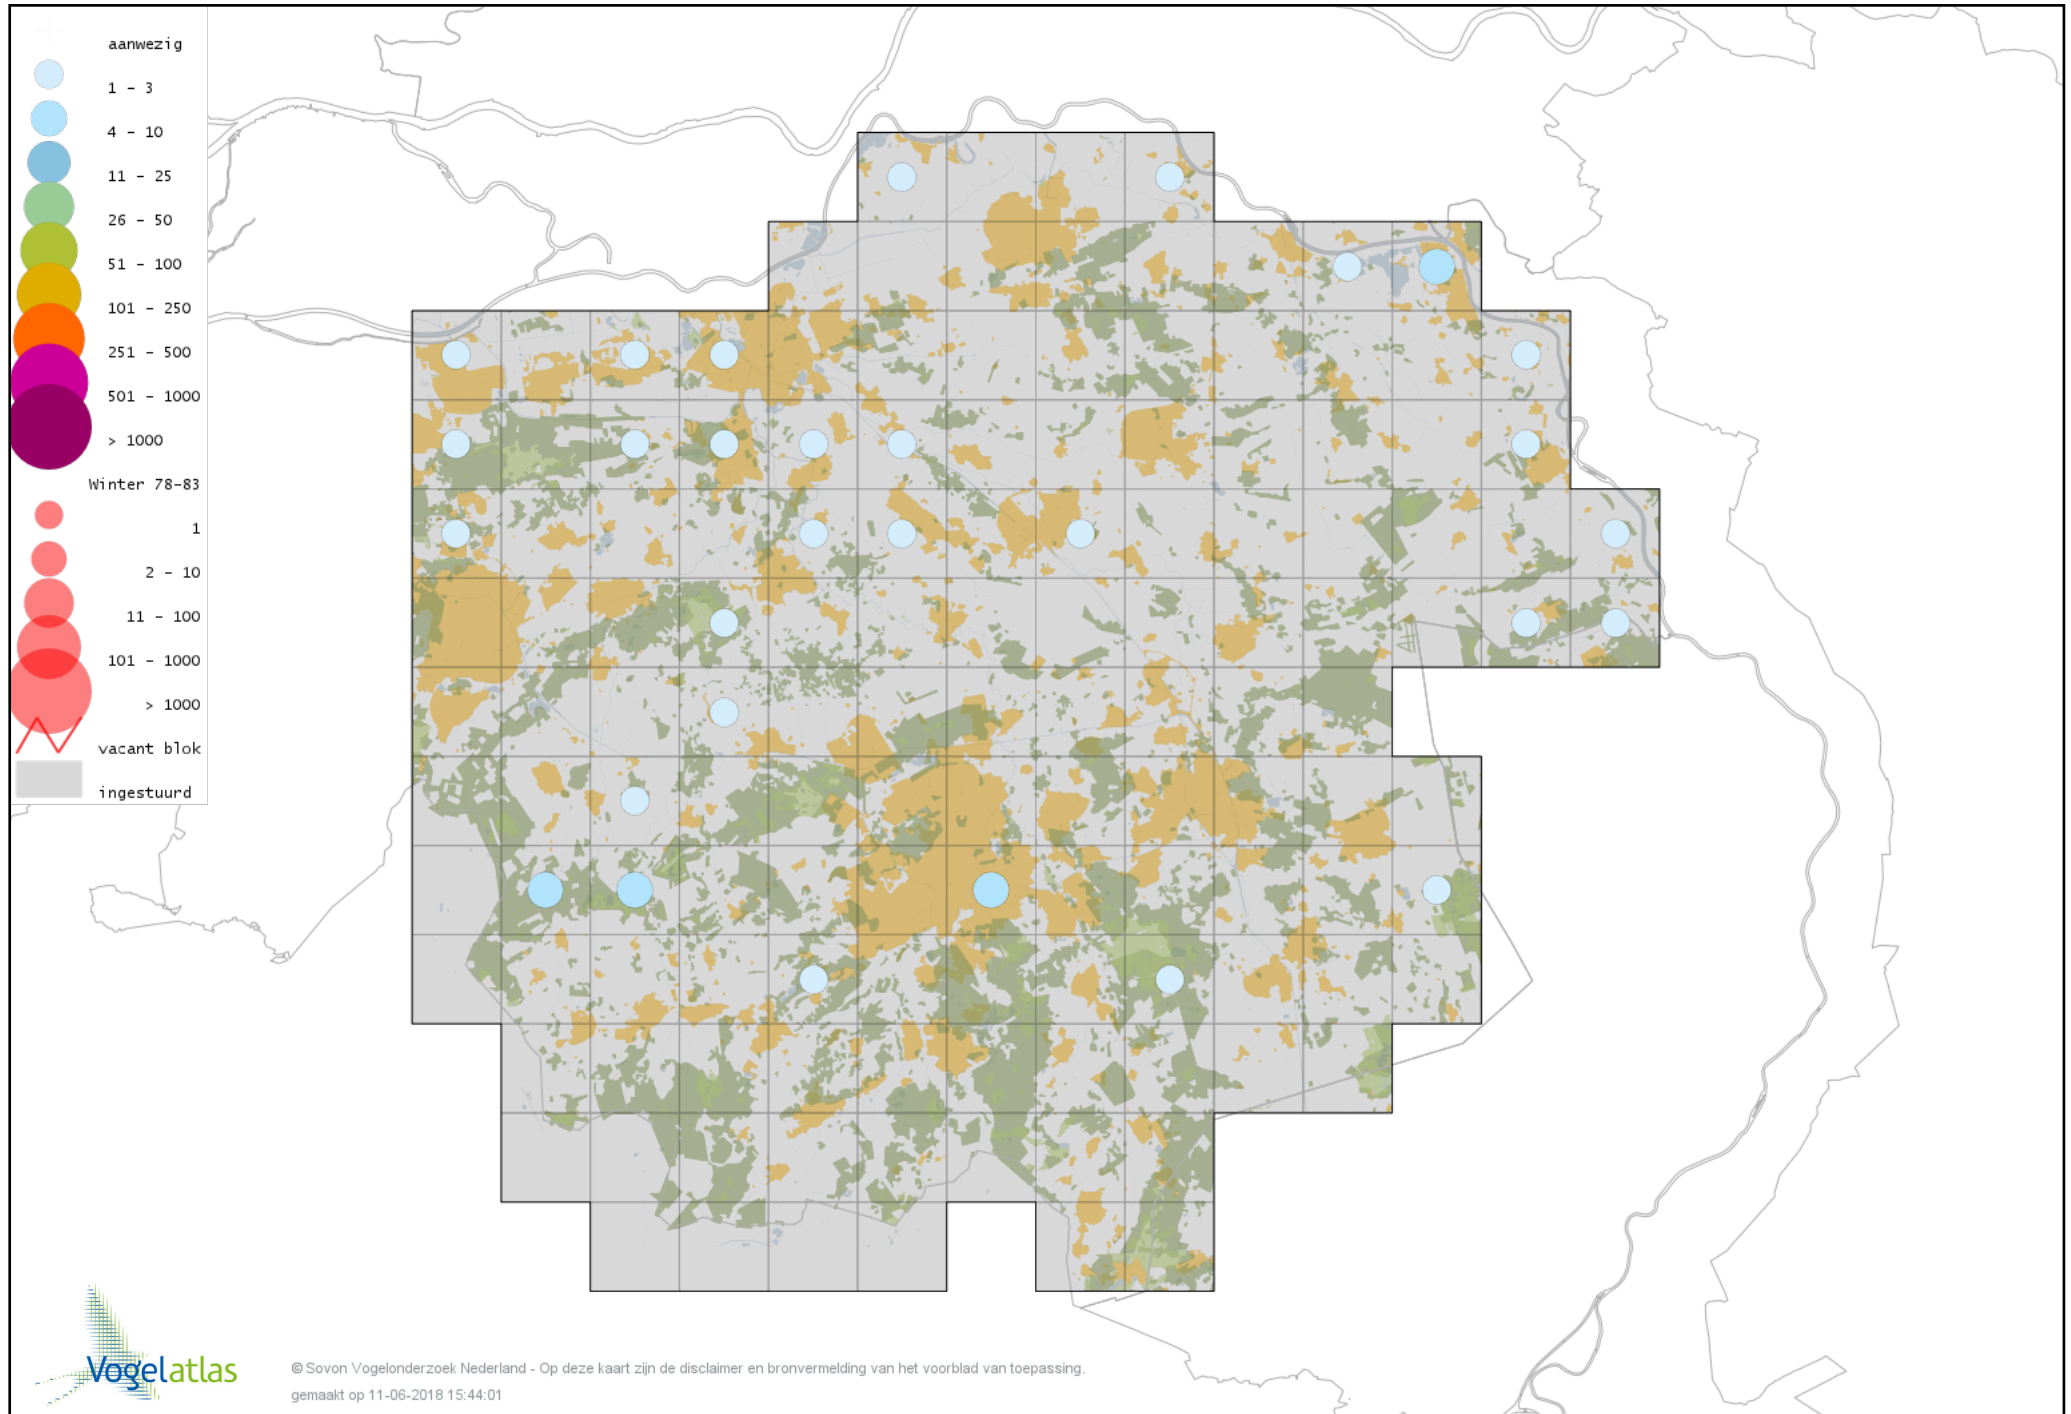 aanwezig
1 - 3
4 - 10
11 - 25
26 - 50
51 - 100
101 - 250
251 - 500
501 - 1000
> 1000
Winter 78-83
1
2 - 10
11 - 100
101 - 1000
> 1000
vacant blok
ingestuurd
Vogelatlas
© Sovon Vogelonderzoek Nederland - Op deze kaart zijn de disclaimer en bronvermelding van het voorblad van toepassing.
gemaakt op 11-06-2018 15:44:01